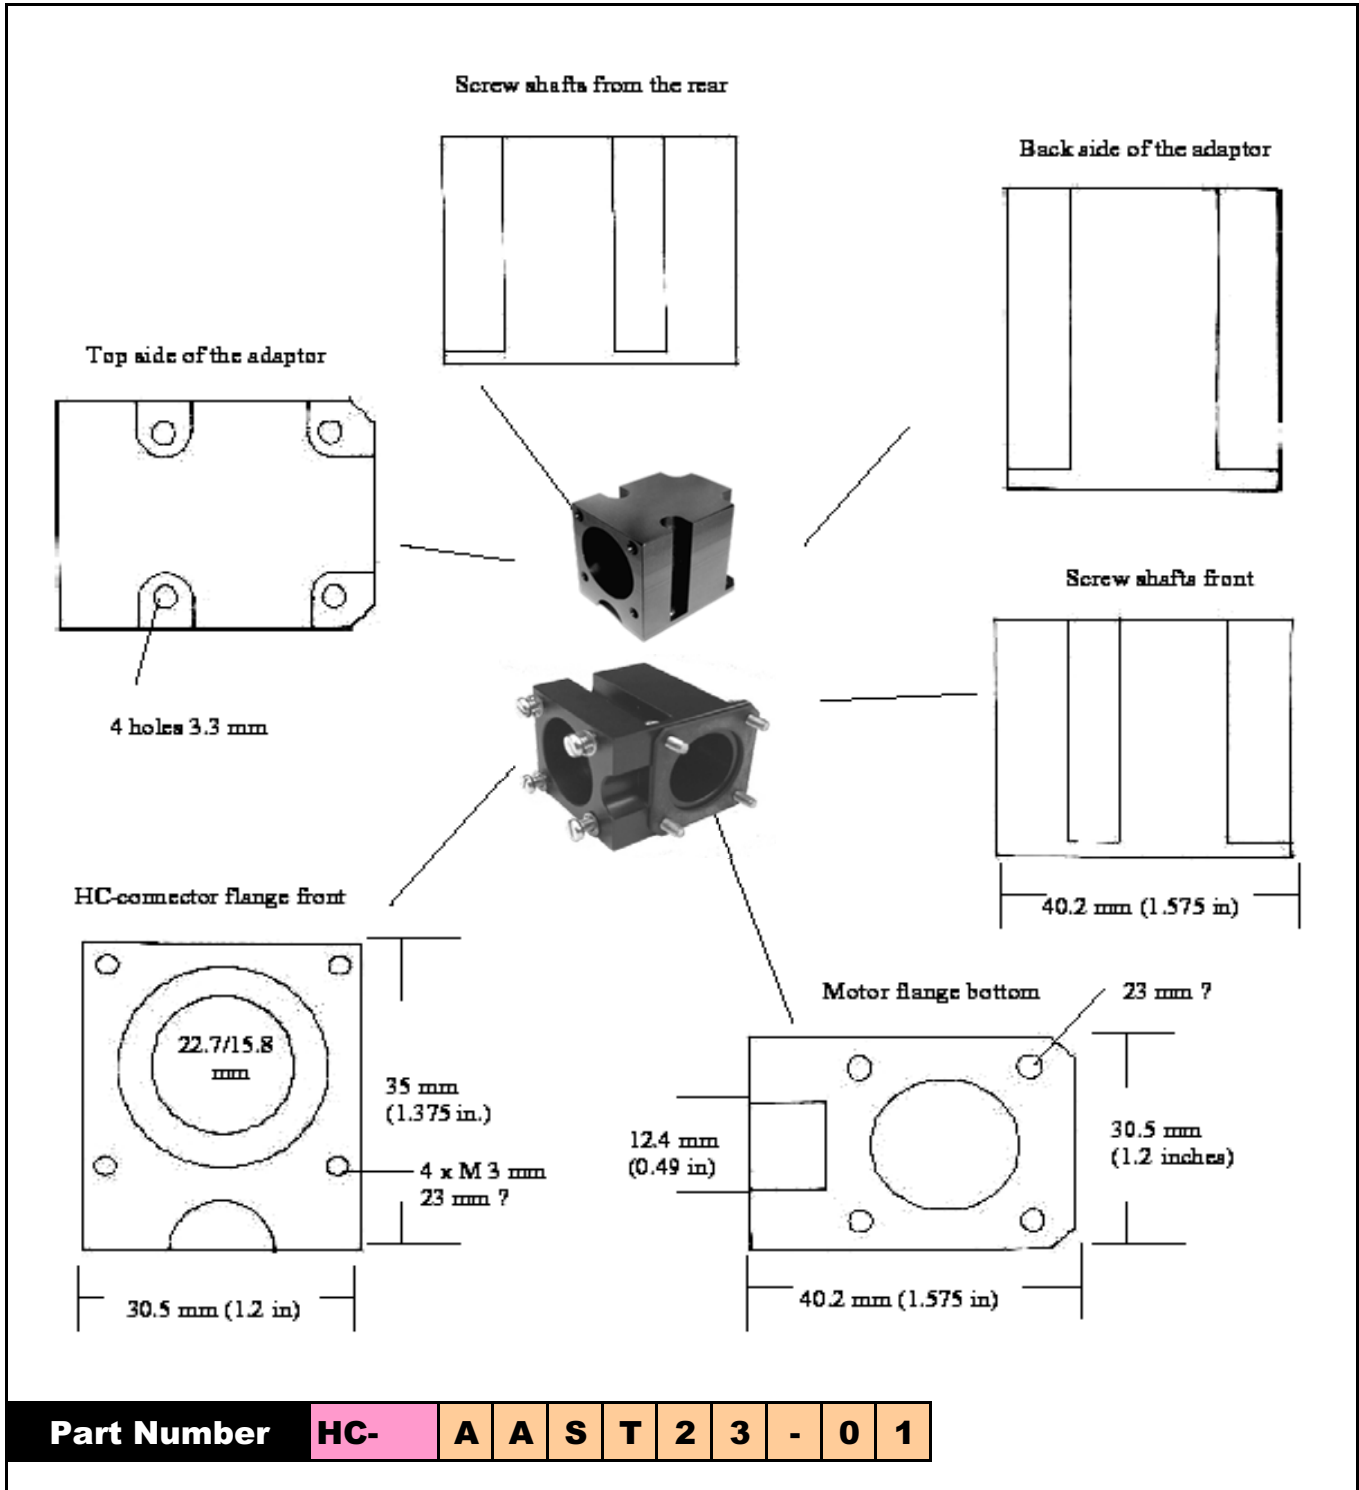 Screw shafts from the rear
Back side of the adaptor
Top side of the adaptor
4 holes 3.3 mm
Screw shafts front
40.2 mm (1.575 in)
HC-connector flange front
22.7/15.8
mm
35 mm
(1.375 in.)
4 x M 3 mm
23 mm ?
30.5 mm (1.2 in)
Motor flange bottom
23 mm ?
12.4 mm
(0.49 in)
30.5 mm
(1.2 inches)
40.2 mm (1.575 in)
Part Number HC- A A S T 2 3 - 0 1